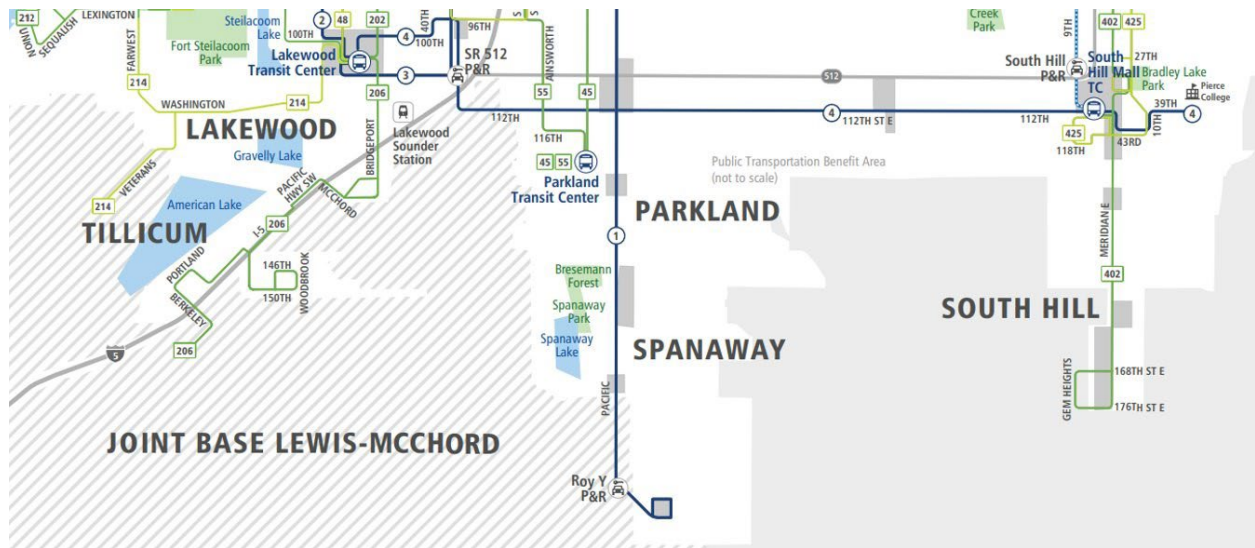 212
LEXINGTON
UNION
SEQUALISH
FARWEST
214
WASHINGTON
214
Fort Steilacoom
Park
Steilacoom
Lake
2
48
202
100TH
Lakewood
Transit Center
4
100TH
40TH
96TH
3
SR 512
P&R
S
S
AINSWORTH
55
45
512
206
112TH
116TH
45
55
Parkland
Transit Center
LAKEWOOD
Gravelly Lake
BRIDGEPORT
Lakewood
Sounder
Station
VETERANS
214
American Lake
PACIFIC
HWY SW
MCCHORD
206
I-5
TILLICUM
PORTLAND
146TH
150TH
WOODBROOK
BERKELEY
206
5
JOINT BASE LEWIS-MCCHORD
Public Transportation Benefit Area
(not to scale)
PARKLAND
1
Bresemann
Forest
Spanaway
Park
Spanaway
Lake
SPANAWAY
PACIFIC
Roy Y
P&R
4
112TH ST E
112TH
Creek
Park
9TH
402
425
27TH
South Hill
P&R
South
Hill Mall
TC
Bradley Lake
Park
Pierce
College
39TH
4
10TH
425
118TH
43RD
MERIDIAN E
402
SOUTH HILL
GEM HEIGHTS
168TH ST E
176TH ST E